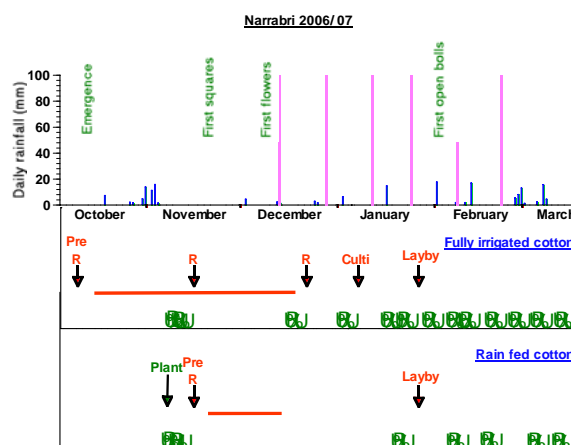 Narrabri 2006/07
Daily rainfall (mm)
100
80
60
40
20
0
Emergence
First squares
First flowers
First open bolls
October November December January February March
Fully irrigated cotton
Pre
R R R Culti Layby
Rain fed cotton
Plant Pre
R Layby